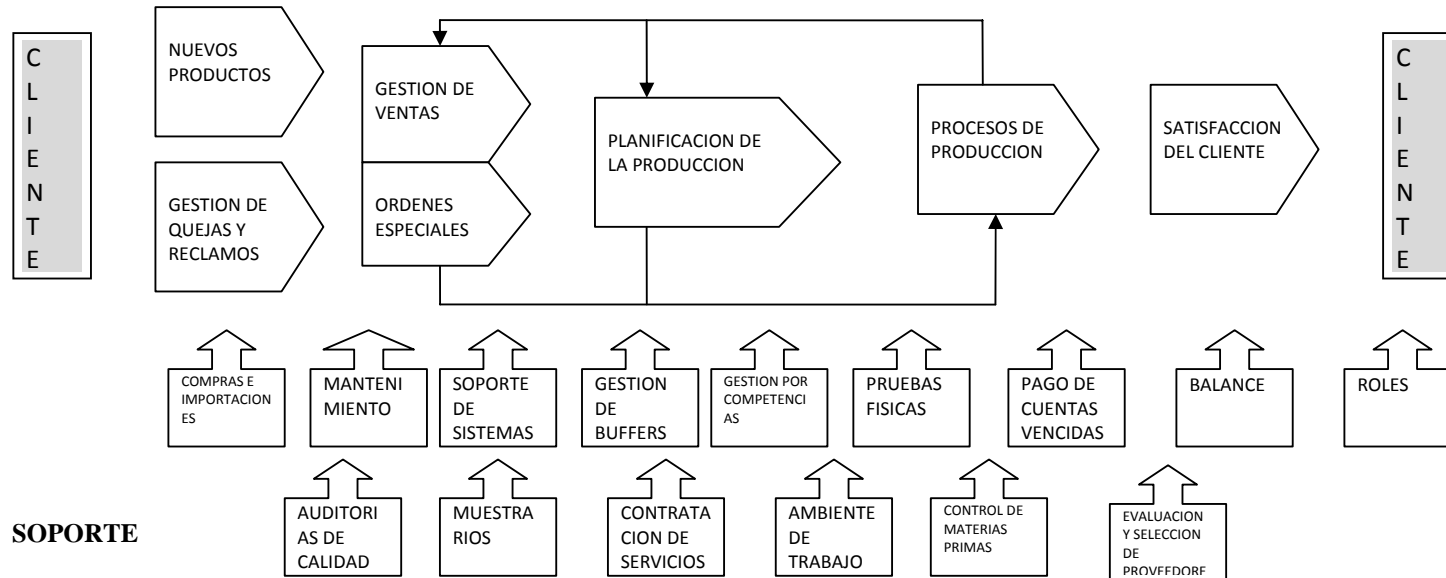 C
L
I
E
N
T
E
NUEVOS
PRODUCTOS
GESTION DE
QUEJAS Y
RECLAMOS
GESTION DE
VENTAS
ORDENES
ESPECIALES
PLANIFICACION DE
LA PRODUCCION
PROCESOS DE
PRODUCCION
SATISFACCION
DEL CLIENTE
C
L
I
E
N
T
E
COMPRAS E
IMPORTACION
ES
MANTENI
MIENTO
SOPORTE
DE
SISTEMAS
GESTION
DE
BUFFERS
GESTION POR
COMPETENCI
AS
PRUEBAS
FISICAS
PAGO DE
CUENTAS
VENCIDAS
BALANCE
ROLES
SOPORTE
AUDITORI
AS DE
CALIDAD
MUESTRA
RIOS
CONTRATA
CION DE
SERVICIOS
AMBIENTE
DE
TRABAJO
CONTROL DE
MATERIAS
PRIMAS
EVALUACION
Y SELECCION
DE
PROVEEDORE